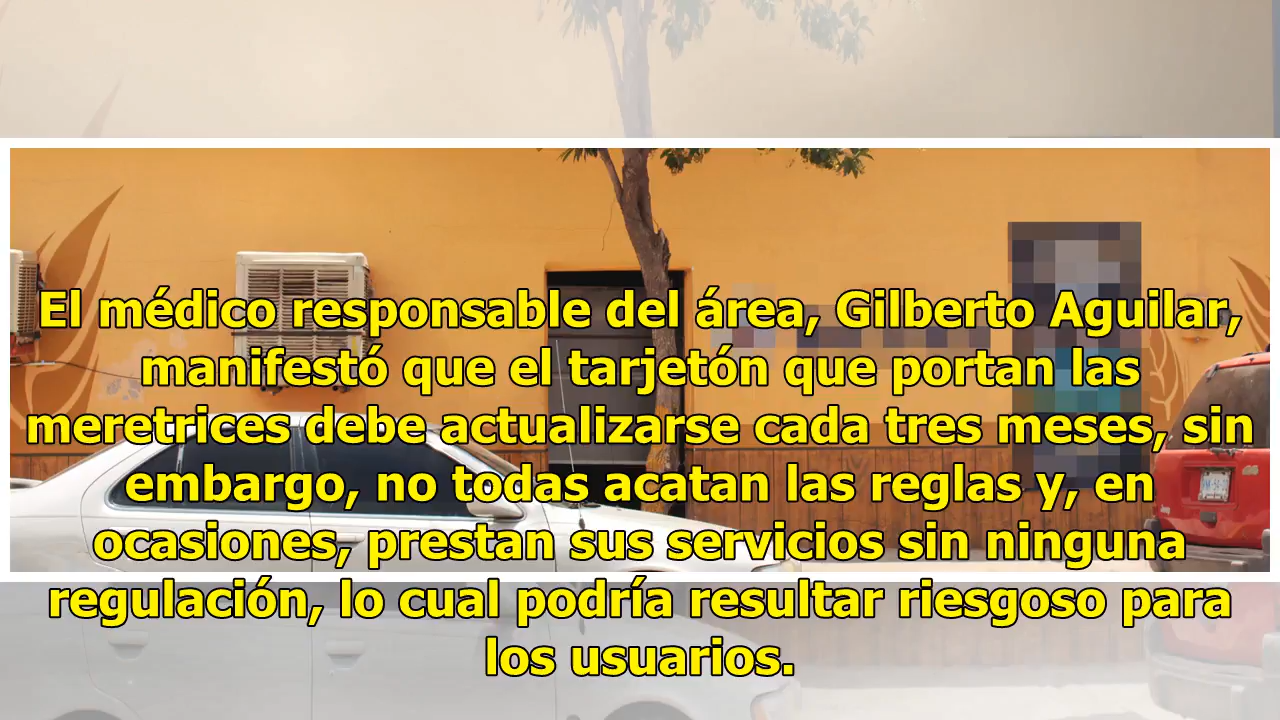 El médico responsable del área, Gilberto Aguilar,
manifestó que el tarjetón que portan las
meretrices debe actualizarse cada tres meses, sin
embargo, no todas acatan las reglas y, en
ocasiones, prestan sus servicios sin ninguna
regulación, lo cual podría resultar riesgoso para
los usuarios.